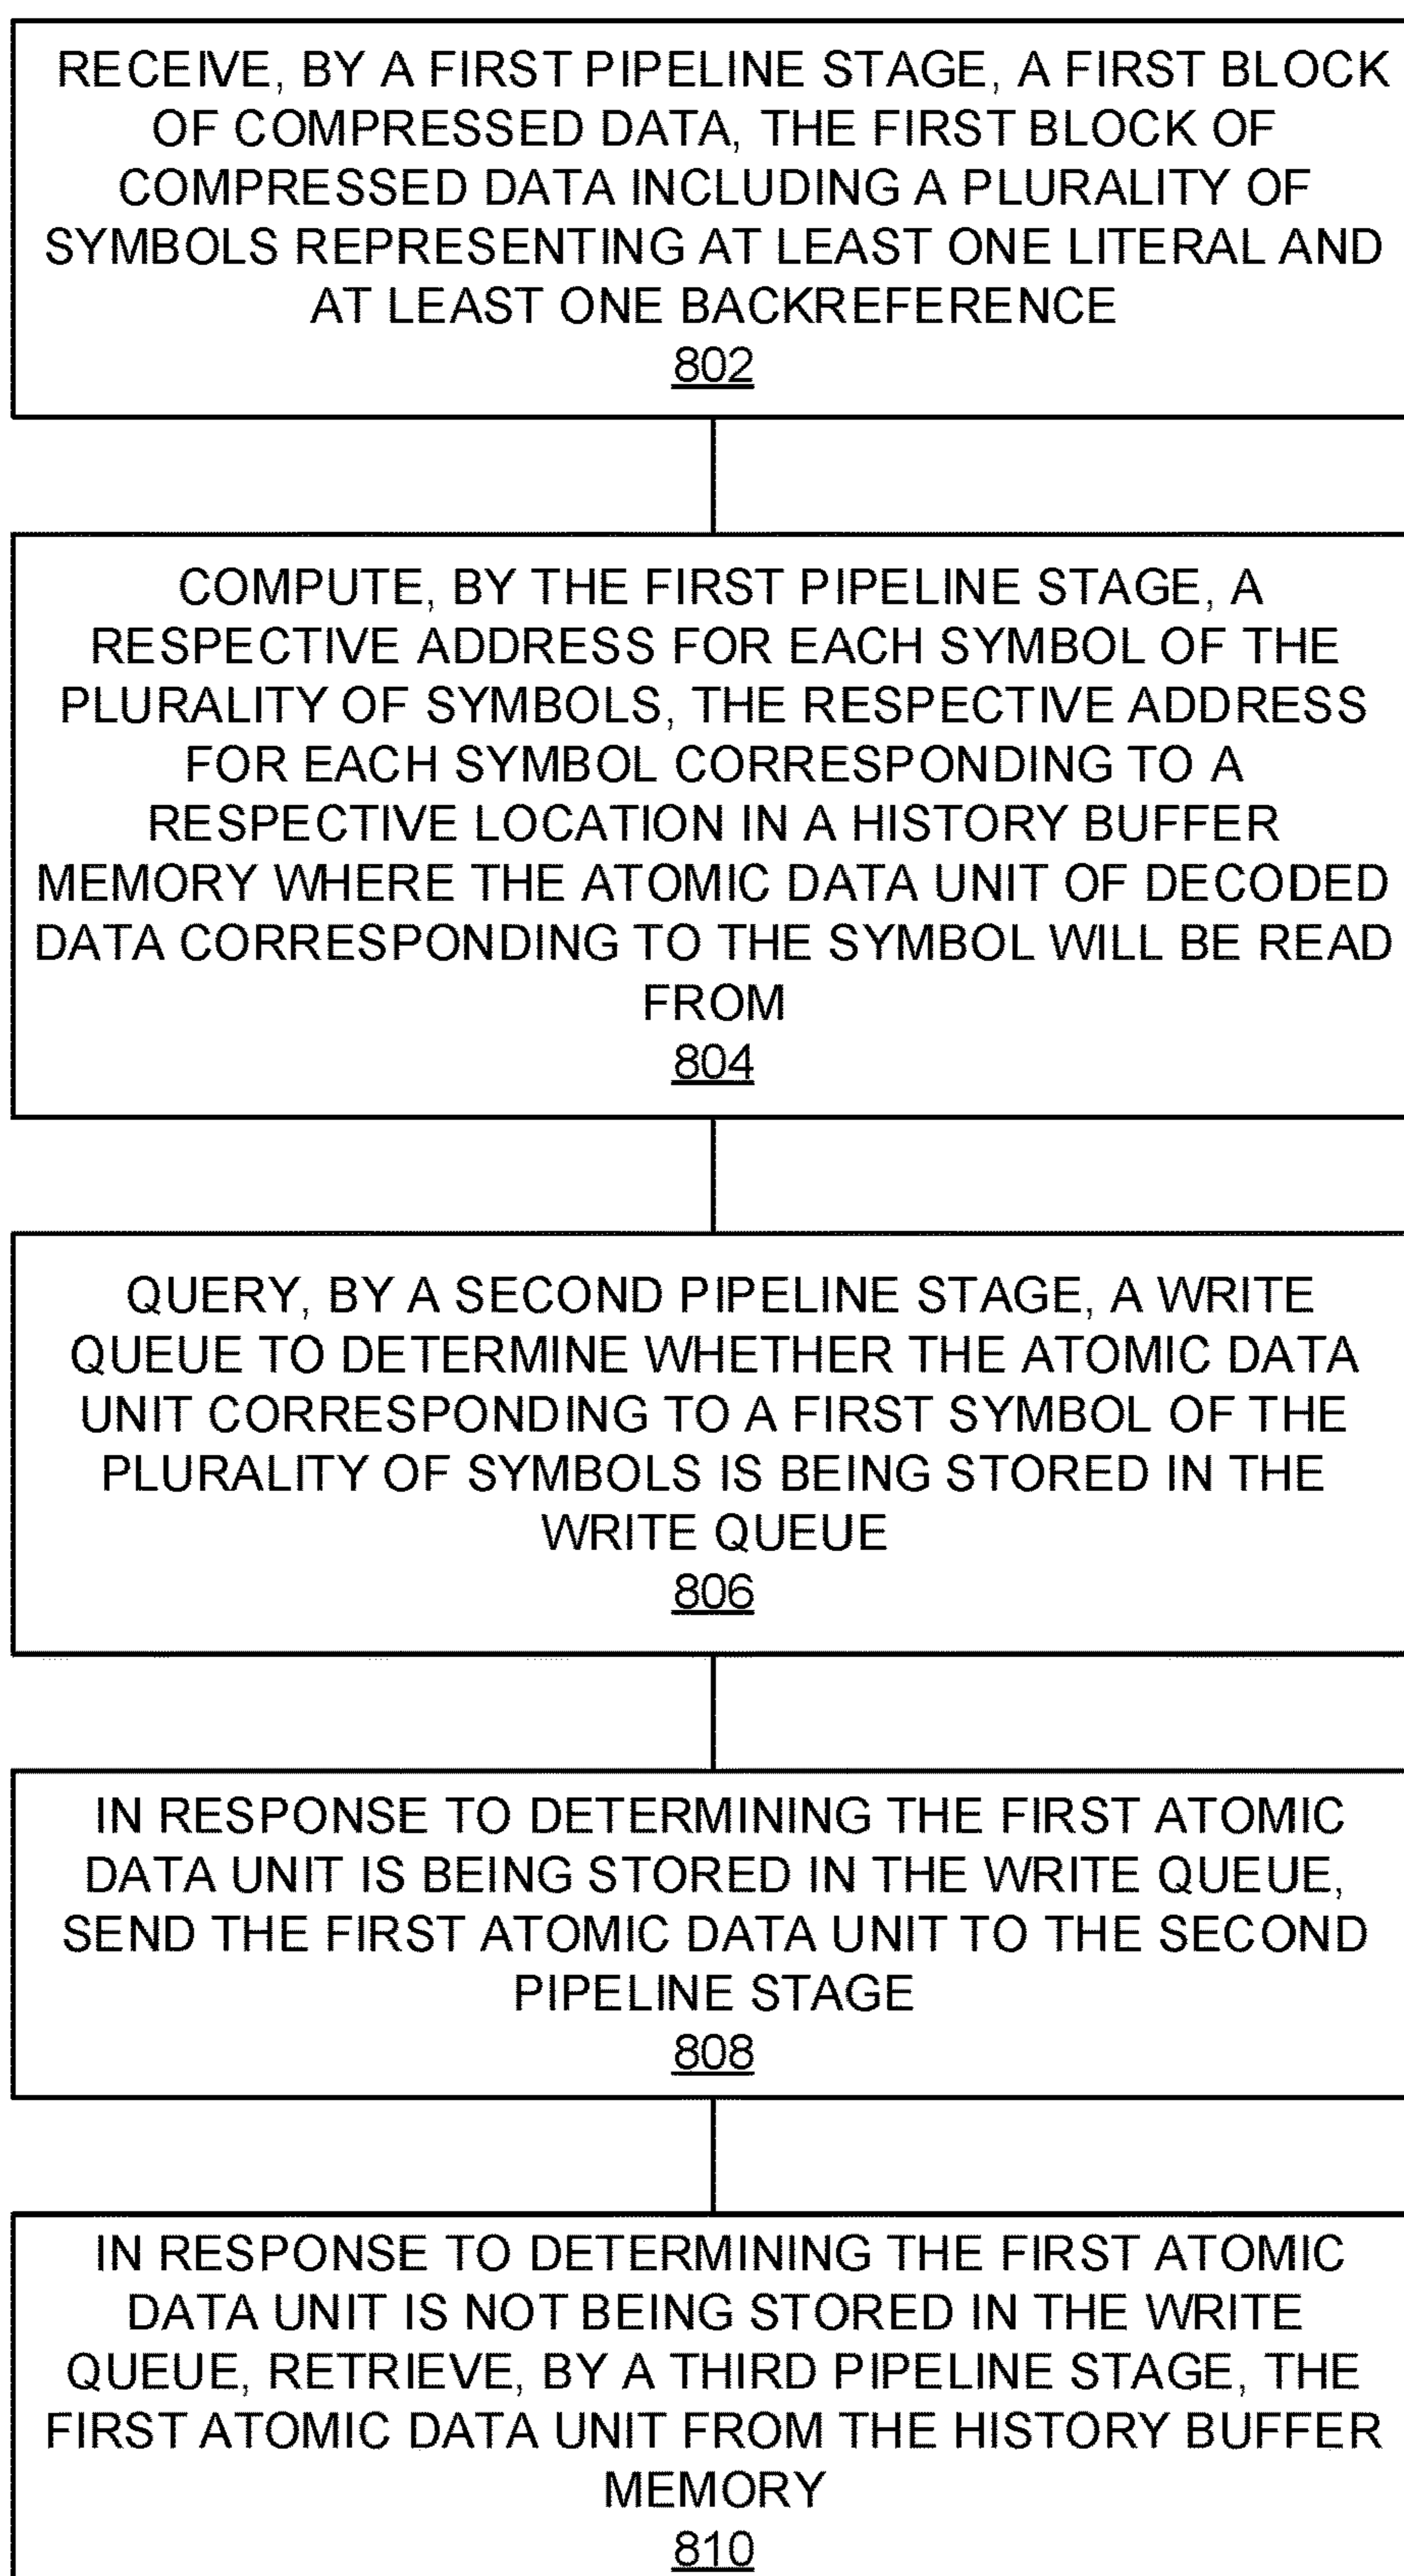 RECEIVE, BY A FIRST PIPELINE STAGE, A FIRST BLOCK
OF COMPRESSED DATA, THE FIRST BLOCK OF
COMPRESSED DATA INCLUDING A PLURALITY OF
SYMBOLS REPRESENTING AT LEAST ONE LITERAL AND
AT LEAST ONE BACKREFERENCE
802
COMPUTE, BY THE FIRST PIPELINE STAGE, A
RESPECTIVE ADDRESS FOR EACH SYMBOL OF THE
PLURALITY OF SYMBOLS, THE RESPECTIVE ADDRESS
FOR EACH SYMBOL CORRESPONDING TO A
RESPECTIVE LOCATION IN A HISTORY BUFFER
MEMORY WHERE THE ATOMIC DATA UNIT OF DECODED
DATA CORRESPONDING TO THE SYMBOL WILL BE READ
FROM
804
QUERY, BY A SECOND PIPELINE STAGE, A WRITE
QUEUE TO DETERMINE WHETHER THE ATOMIC DATA
UNIT CORRESPONDING TO A FIRST SYMBOL OF THE
PLURALITY OF SYMBOLS IS BEING STORED IN THE
WRITE QUEUE
806
IN RESPONSE TO DETERMINING THE FIRST ATOMIC
DATA UNIT IS BEING STORED IN THE WRITE QUEUE,
SEND THE FIRST ATOMIC DATA UNIT TO THE SECOND
PIPELINE STAGE
808
IN RESPONSE TO DETERMINING THE FIRST ATOMIC
DATA UNIT IS NOT BEING STORED IN THE WRITE
QUEUE, RETRIEVE, BY A THIRD PIPELINE STAGE, THE
FIRST ATOMIC DATA UNIT FROM THE HISTORY BUFFER
MEMORY
810